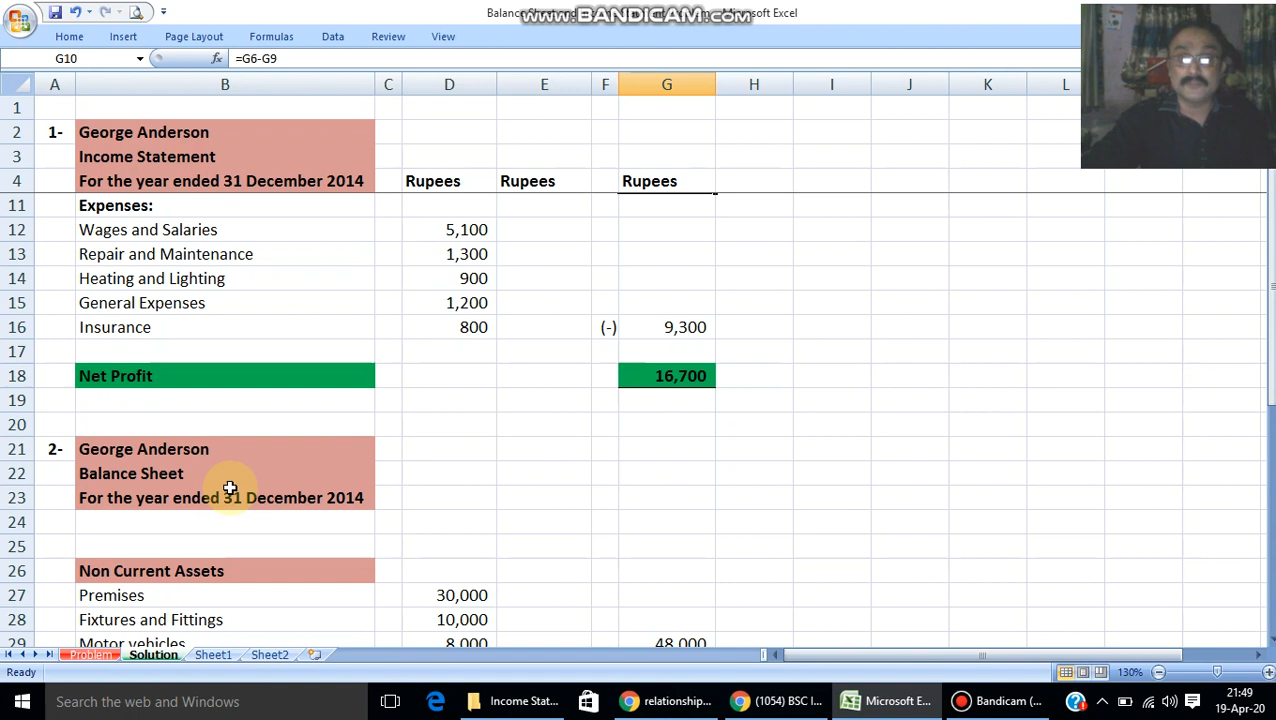 Balance Sheet
www.BANDICAM.com
Microsoft Excel
Home Insert Page Layout Formulas Data Review View
G10 fx =G6-G9
A B C D E F G H I J K L
1
2 1- George Anderson
3 Income Statement
4 For the year ended 31 December 2014 Rupees Rupees Rupees
11 Expenses:
12 Wages and Salaries 5,100
13 Repair and Maintenance 1,300
14 Heating and Lighting 900
15 General Expenses 1,200
16 Insurance 800 (-) 9,300
17
18 Net Profit 16,700
19
20
21 2- George Anderson
22 Balance Sheet
23 For the year ended 31 December 2014
24
25
26 Non Current Assets
27 Premises 30,000
28 Fixtures and Fittings 10,000
29 Motor vehicles 8,000 48,000
Problem Solution Sheet1 Sheet2
Ready 130%
Search the web and Windows
Income Stat...
relationship...
(1054) BSC I...
Microsoft E...
Bandicam (...
21:49
19-Apr-20